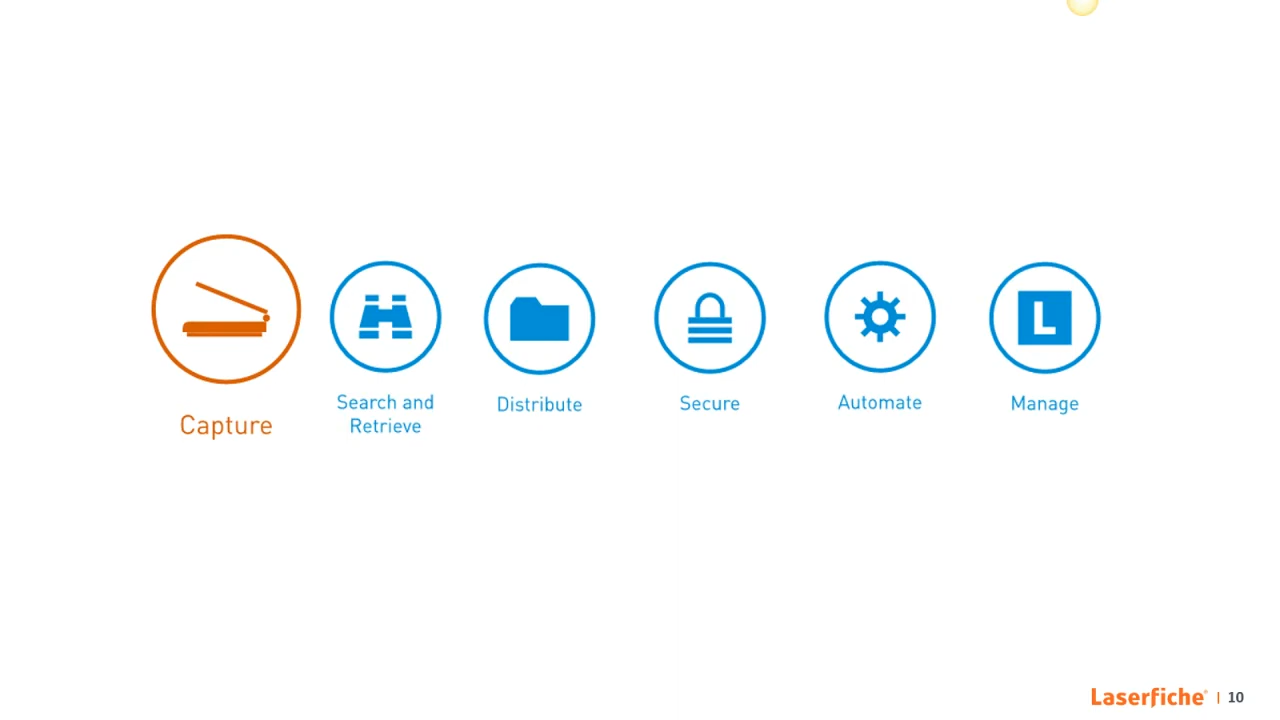 L
Capture
Search and
Retrieve
Distribute
Secure
Automate
Manage
Laserfiche® | 10